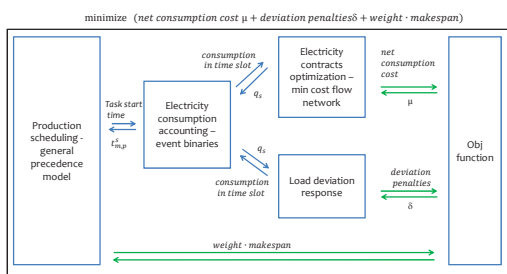 minimize (net consumption cost μ + deviation penaltiesδ + weight · makespan)
Production
scheduling -
general
precedence
model
Task start
time
t^s_{m,p}
Electricity
consumption
accounting –
event binaries
consumption
in time slot
q_s
Electricity
contracts
optimization –
min cost flow
network
net
consumption
cost
μ
q_s
consumption
in time slot
Load deviation
response
deviation
penalties
δ
Obj
function
weight · makespan